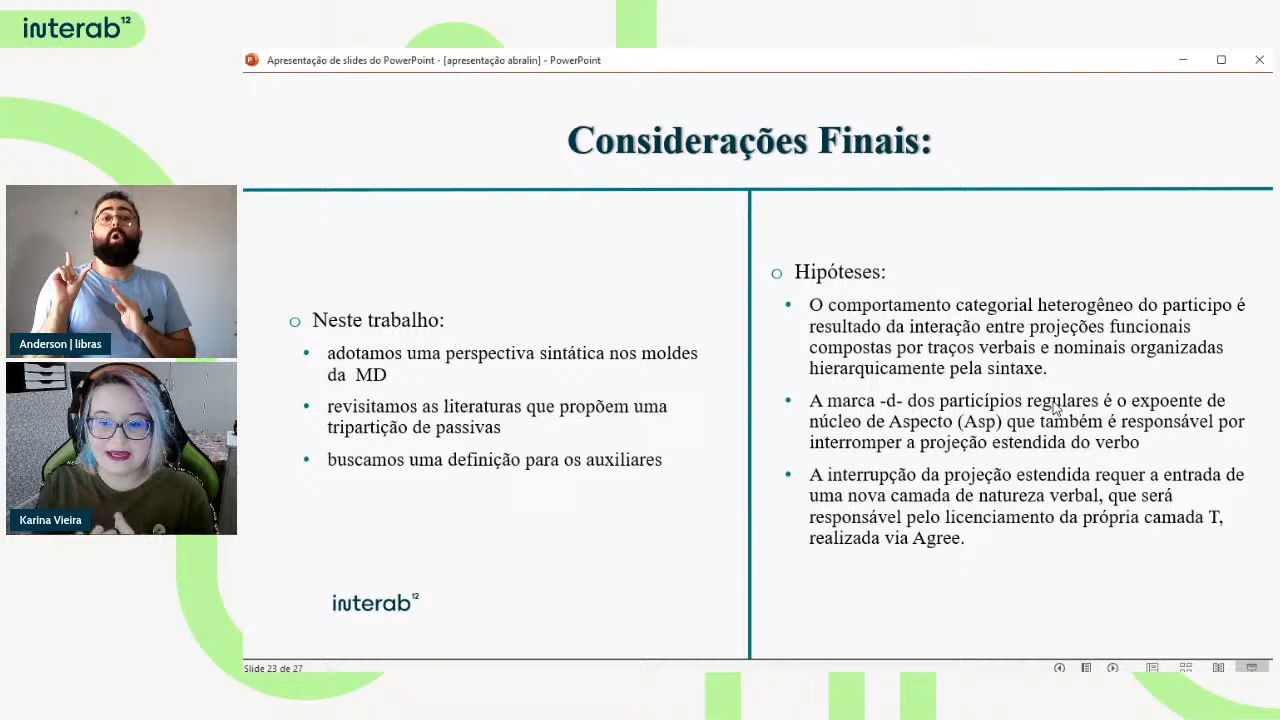 interab12
Apresentação de slides do PowerPoint - [apresentação abralin] - PowerPoint
Considerações Finais:
Neste trabalho:
adotamos uma perspectiva sintática nos moldes
da MD
revisitamos as literaturas que propõem uma
tripartição de passivas
buscamos uma definição para os auxiliares
interab12
Hipóteses:
O comportamento categorial heterogêneo do participo é
resultado da interação entre projeções funcionais
compostas por traços verbais e nominais organizadas
hierarquicamente pela sintaxe.
A marca -d- dos particípios regulares é o expoente de
núcleo de Aspecto (Asp) que também é responsável por
interromper a projeção estendida do verbo
A interrupção da projeção estendida requer a entrada de
uma nova camada de natureza verbal, que será
responsável pelo licenciamento da própria camada T,
realizada via Agree.
Anderson | libras
Karina Vieira
Slide 23 de 27